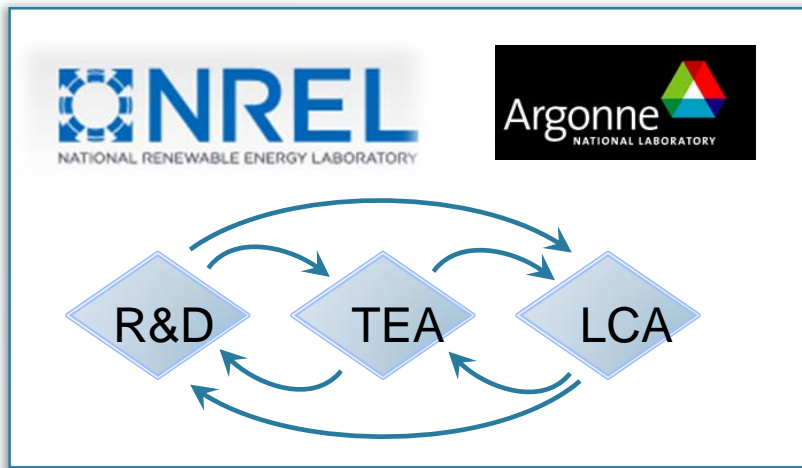 NREL
NATIONAL RENEWABLE ENERGY LABORATORY
Argonne
NATIONAL LABORATORY
R&D
TEA
LCA